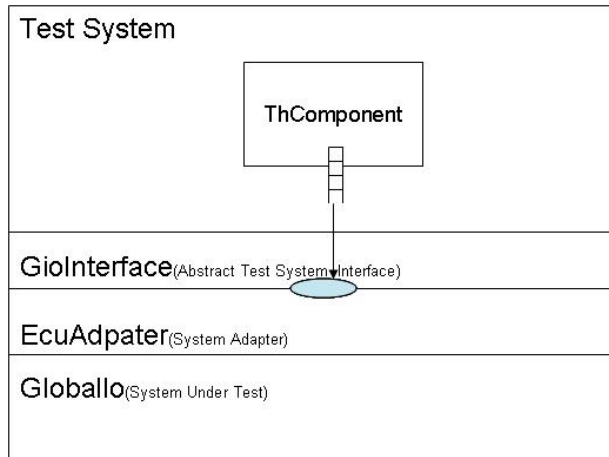 Test System
ThComponent
GioInterface(Abstract Test System Interface)
EcuAdpater(System Adapter)
Globallo(System Under Test)